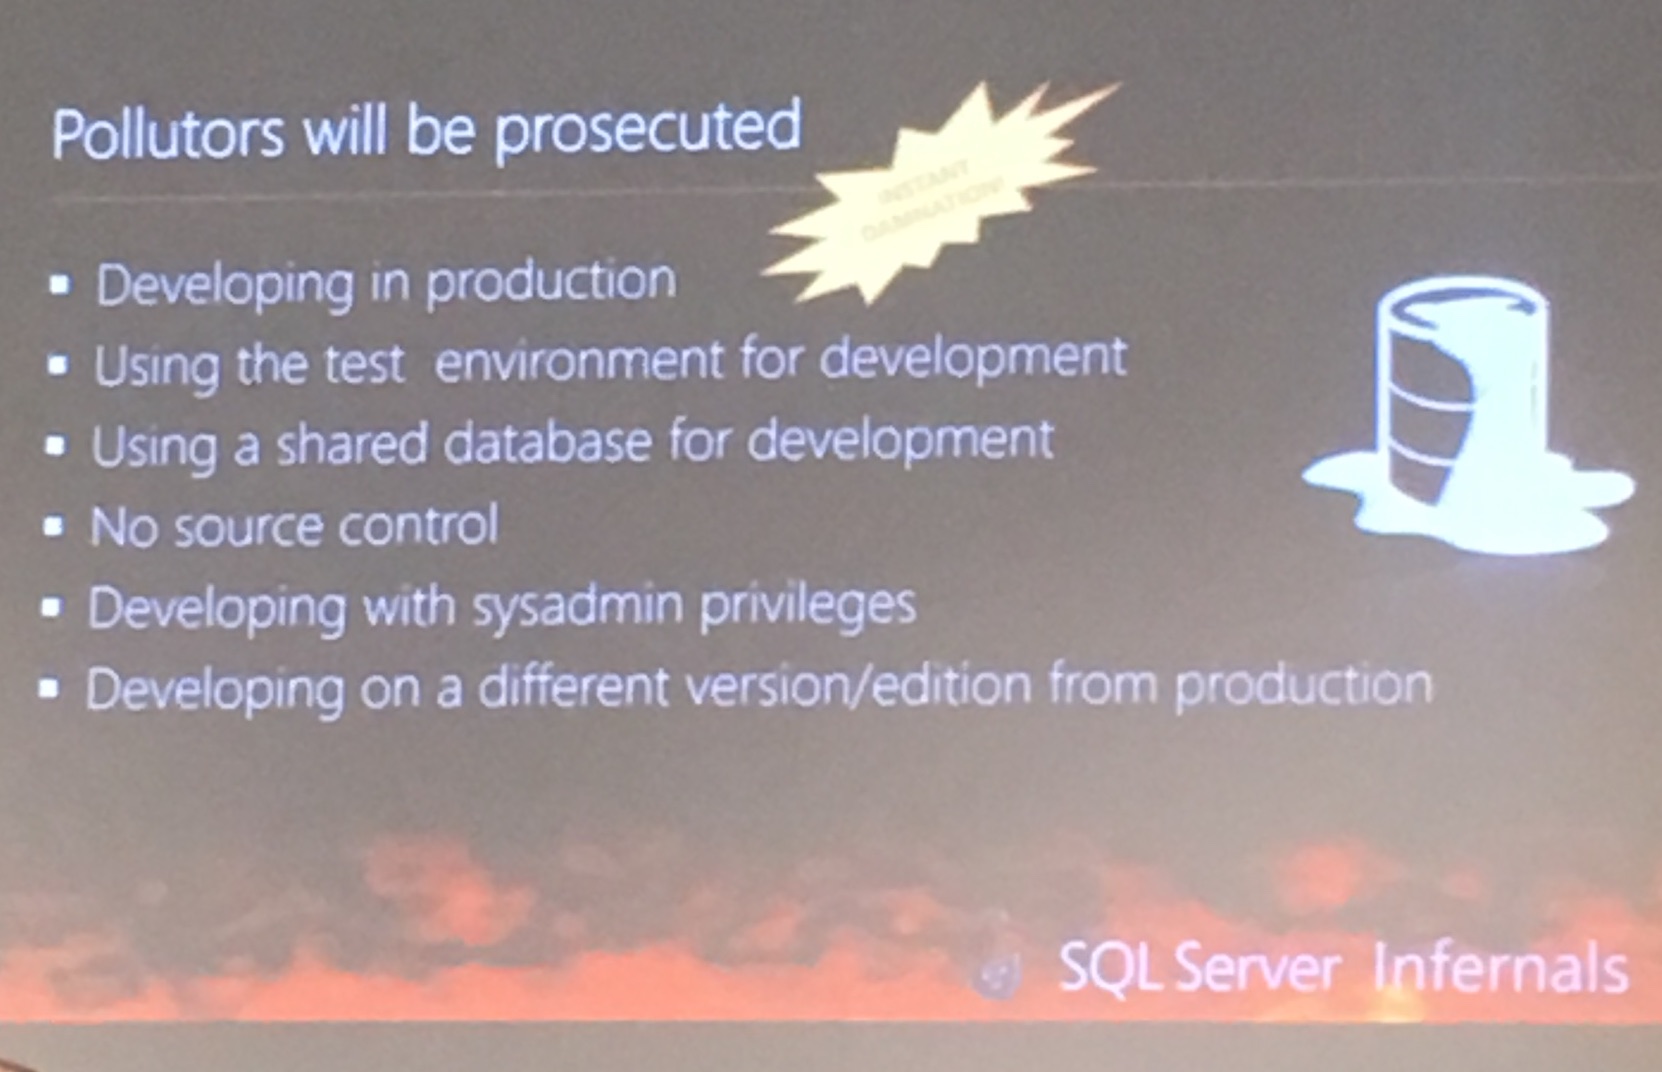 Pollutors will be prosecuted
INSTANT
DAMNATION!
Developing in production
Using the test environment for development
Using a shared database for development
No source control
Developing with sysadmin privileges
Developing on a different version/edition from production
SQL Server Infernals